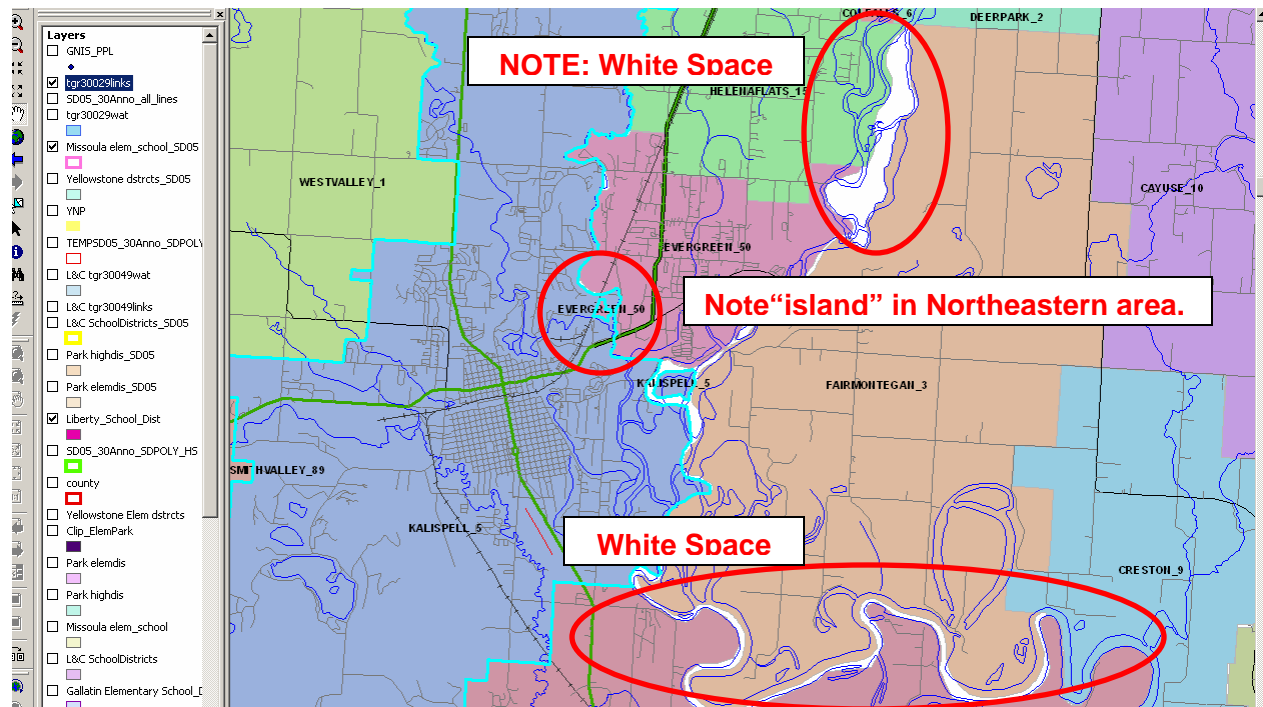 Layers
GNIS_PPL
tgr30029links
SD05_30Anno_all_lines
tgr30029wat
Missoula elem_school_SD05
Yellowstone dstrcts_SD05
YNP
TEMPSD05_30Anno_SDPOLY
L&C tgr30049wat
L&C tgr30049links
L&C SchoolDistricts_SD05
Park highdis_SD05
Park elemdis_SD05
Liberty_School_Dist
SD05_30Anno_SDPOLY_HS
county
Yellowstone Elem dstrcts
Clip_ElemPark
Park elemdis
Park highdis
Missoula elem_school
L&C SchoolDistricts
Gallatin Elementary School_D
DEERPARK_2
NOTE: White Space
HELENAFLATS_15
WESTVALLEY_1
CAYUSE_10
EVERGREEN_50
Note“island” in Northeastern area.
EVERGREEN_50
KALISPELL_5
FAIRMONTEGAN_3
SMITHVALLEY_89
KALISPELL_5
White Space
CRESTON_9